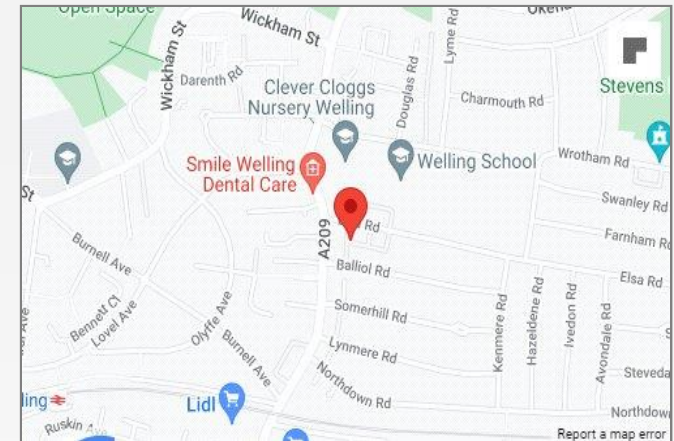 Open Space
Wickham St
Wickham St
Darenth Rd
Clever Cloggs
Nursery Welling
Douglas Rd
Lyme Rd
Charmouth Rd
Stevens
Smile Welling
Dental Care
Welling School
Wrotham Rd
St
Rd
A209
Swanley Rd
Farnham Rd
Burnell Ave
Balliol Rd
Elsa Rd
Bennett Cl
Lovel Ave
Olyffe Ave
Somerhill Rd
Kenmere Rd
Hazeldene Rd
Ivedon Rd
Avondale Rd
Burnell Ave
Lynmere Rd
Steveda
Northdown Rd
ling
Lidl
Northdown
Ruskin Av
Report a map error